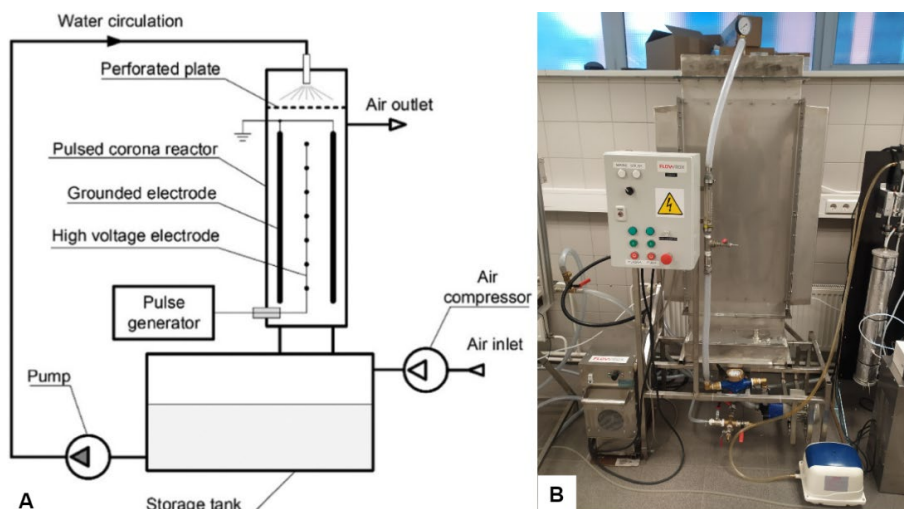 Water circulation
Perforated plate
Air outlet
Pulsed corona reactor
Grounded electrode
High voltage electrode
Pulse
generator
Air
compressor
Air inlet
Pump
Storage tank
A
B